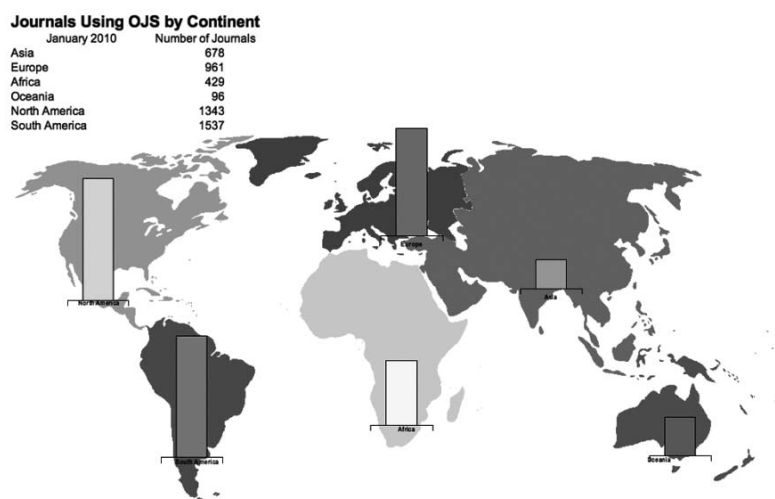 Journals Using OJS by Continent
January 2010 Number of Journals
Asia 678
Europe 961
Africa 429
Oceania 96
North America 1343
South America 1537
Europe
Asia
North America
Africa
South America
Oceania